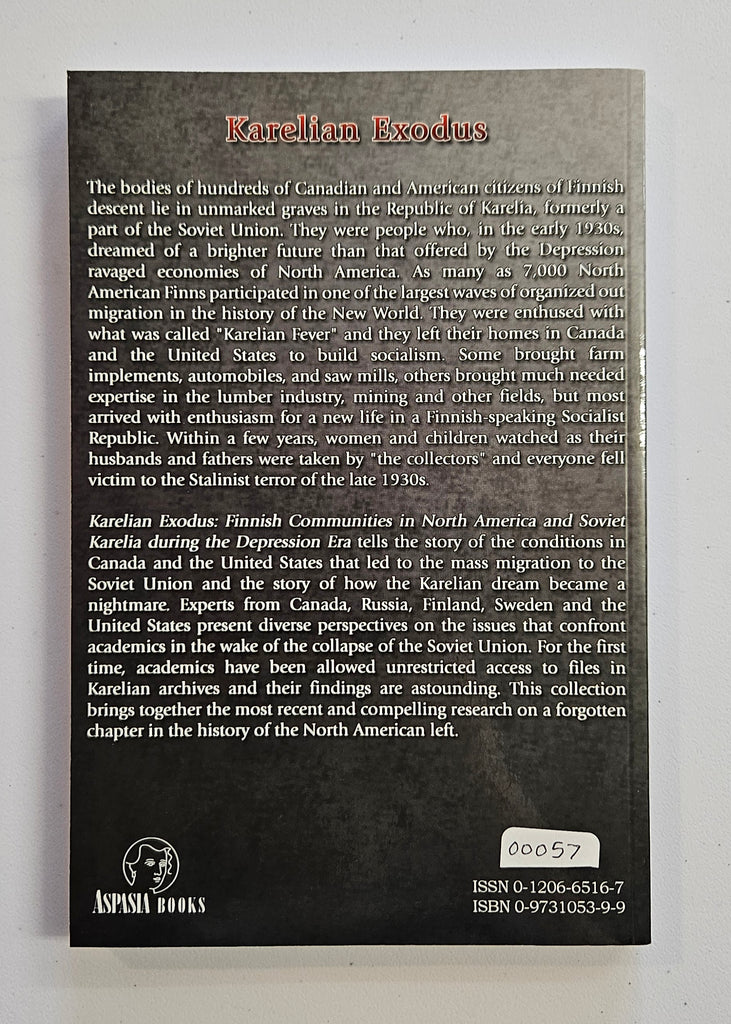 Karelian Exodus
The bodies of hundreds of Canadian and American citizens of Finnish
descent lie in unmarked graves in the Republic of Karelia, formerly a
part of the Soviet Union. They were people who, in the early 1930s,
dreamed of a brighter future than that offered by the Depression
ravaged economies of North America. As many as 7,000 North
American Finns participated in one of the largest waves of organized out
migration in the history of the New World. They were enthused with
what was called "Karelian Fever" and they left their homes in Canada
and the United States to build socialism. Some brought farm
implements, automobiles, and saw mills, others brought much needed
expertise in the lumber industry, mining and other fields, but most
arrived with enthusiasm for a new life in a Finnish-speaking Socialist
Republic. Within a few years, women and children watched as their
husbands and fathers were taken by "the collectors" and everyone fell
victim to the Stalinist terror of the late 1930s.
Karelian Exodus: Finnish Communities in North America and Soviet
Karelia during the Depression Era tells the story of the conditions in
Canada and the United States that led to the mass migration to the
Soviet Union and the story of how the Karelian dream became a
nightmare. Experts from Canada, Russia, Finland, Sweden and the
United States present diverse perspectives on the issues that confront
academics in the wake of the collapse of the Soviet Union. For the first
time, academics have been allowed unrestricted access to files in
Karelian archives and their findings are astounding. This collection
brings together the most recent and compelling research on a forgotten
chapter in the history of the North American left.
00057
ASPASIA BOOKS
ISSN 0-1206-6516-7
ISBN 0-9731053-9-9